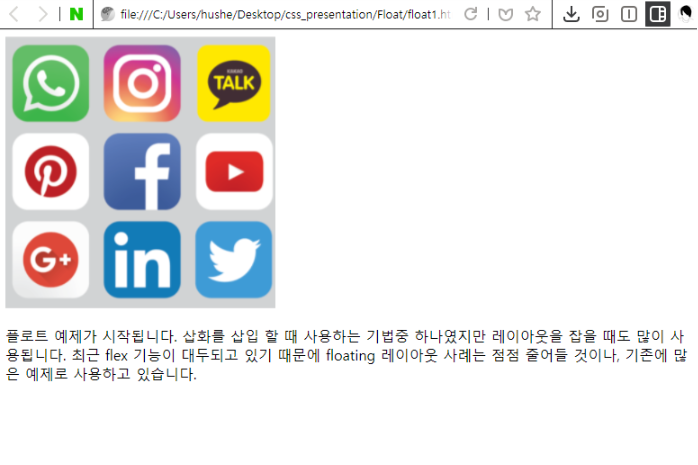 N file:///C:/Users/hushe/Desktop/css_presentation/Float/float1.ht
TALK
f
G+
in
플로트 예제가 시작됩니다. 삽화를 삽입 할 때 사용하는 기법중 하나였지만 레이아웃을 잡을 때도 많이 사
용됩니다. 최근 flex 기능이 대두되고 있기 때문에 floating 레이아웃 사례는 점점 줄어들 것이나, 기존에 많
은 예제로 사용하고 있습니다.